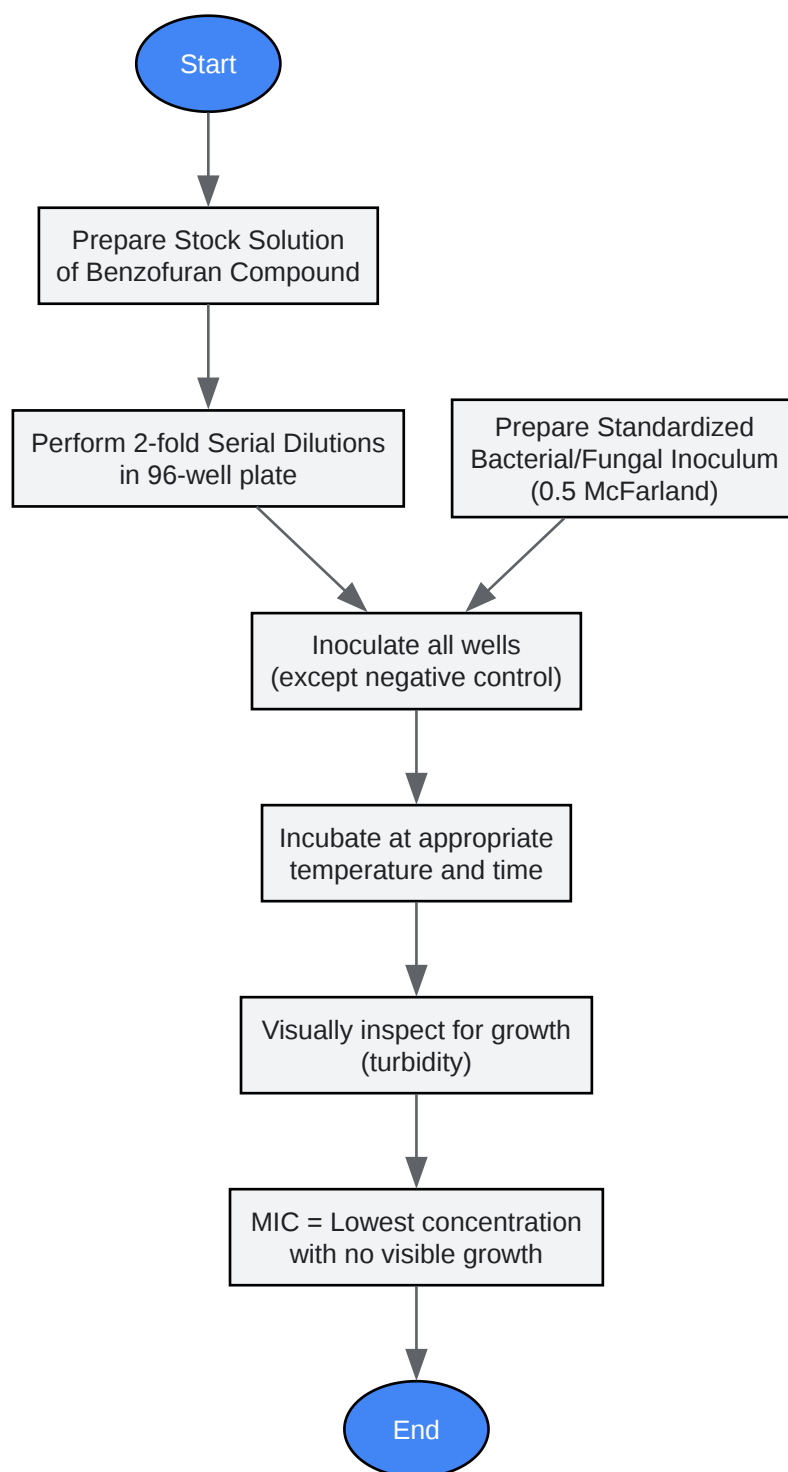 Start
Prepare Stock Solution
of Benzofuran Compound
Perform 2-fold Serial Dilutions
in 96-well plate
Prepare Standardized
Bacterial/Fungal Inoculum
(0.5 McFarland)
Inoculate all wells
(except negative control)
Incubate at appropriate
temperature and time
Visually inspect for growth
(turbidity)
MIC = Lowest concentration
with no visible growth
End